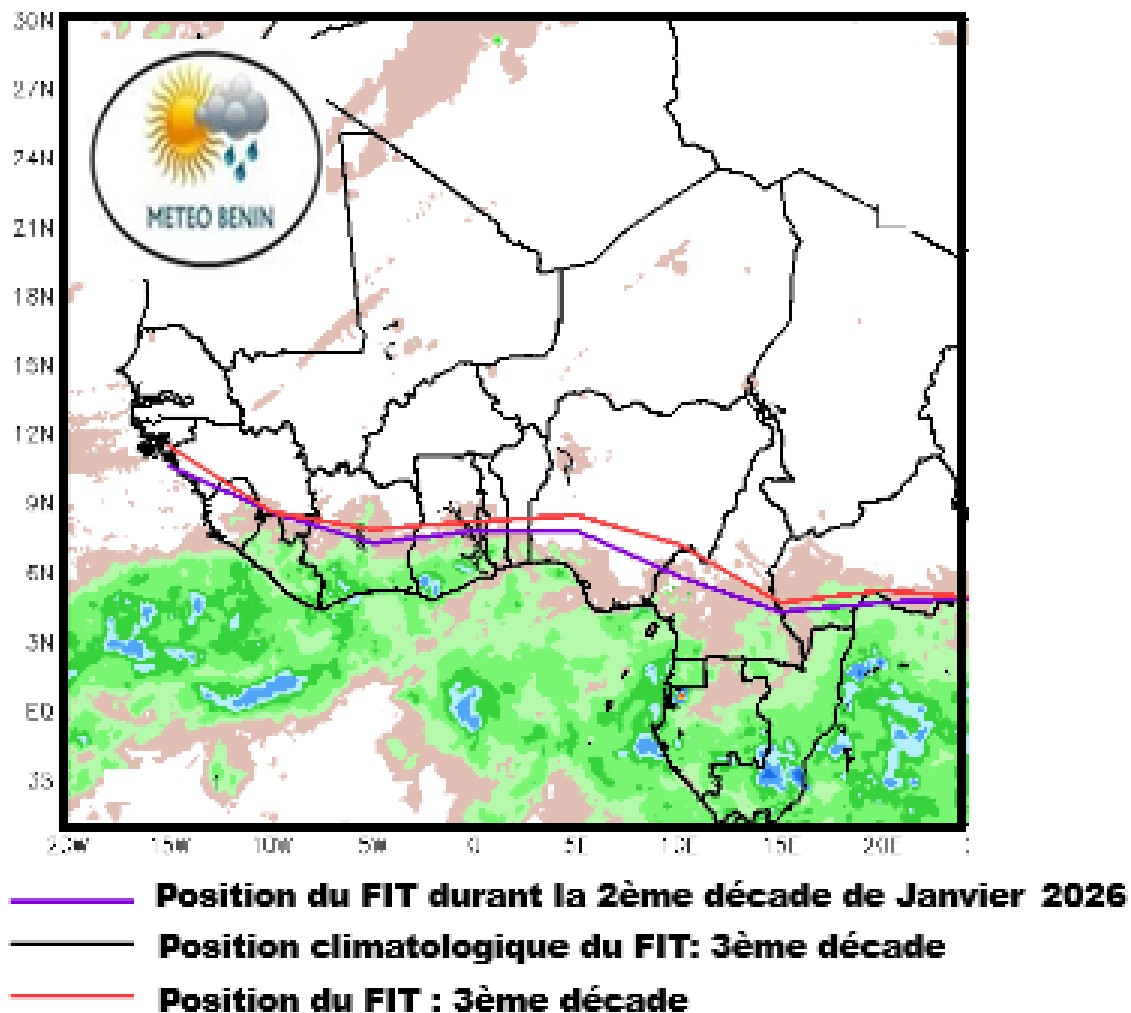 30N
27N
24N
21N
18N
15N
12N
9N
6N
3N
EQ
3S
METEO BENIN
20W 15W 10W 5W 0 5E 10E 15E 20E
Position du FIT durant la 2ème décade de Janvier 2026
Position climatologique du FIT: 3ème décade
Position du FIT : 3ème décade